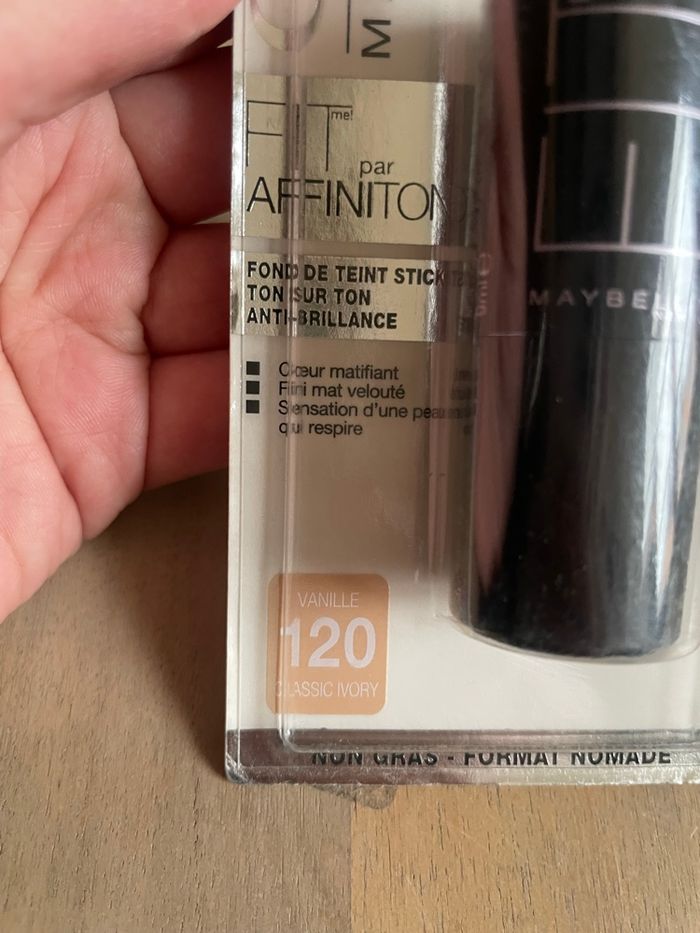 FIT me!
par
AFFINITON
FOND DE TEINT STICK
TON SUR TON
ANTI-BRILLANCE
Cœur matifiant
Fini mat velouté
Sensation d'une peau
qui respire
MAYBELL
VANILLE
120
CLASSIC IVORY
NON GRAS - FORMAT NOMADE